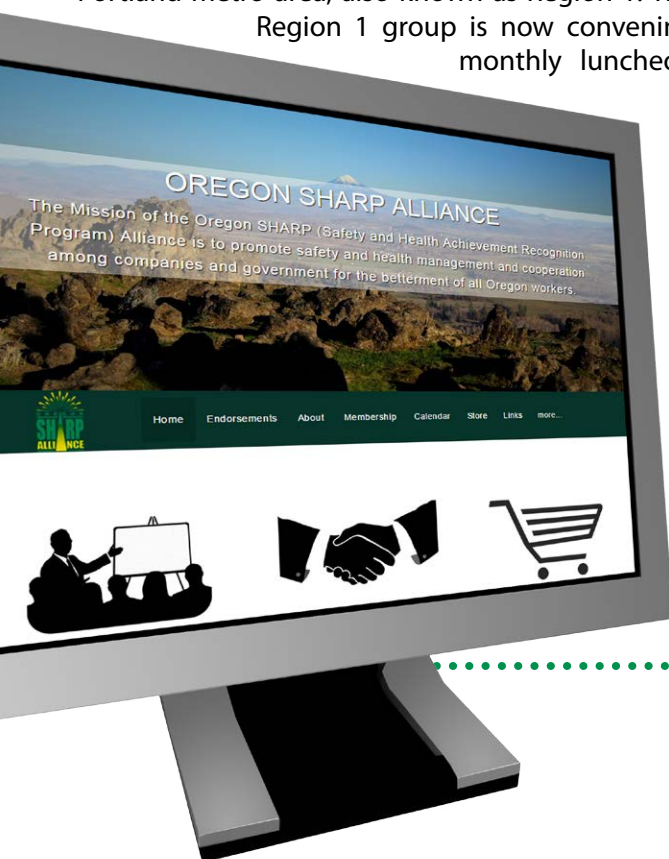 Portland metro area, also known as Region 1.
Region 1 group is now
monthly
OREGON SHARP ALLIANCE
The Mission of the Oregon SHARP (Safety and Health Achievement Recognition
Program) Alliance is to promote safety and health management and cooperation
among companies and government for the betterment of all Oregon workers.
SHARP
ALLIANCE
Home Endorsements About Membership Calendar Store Links more...